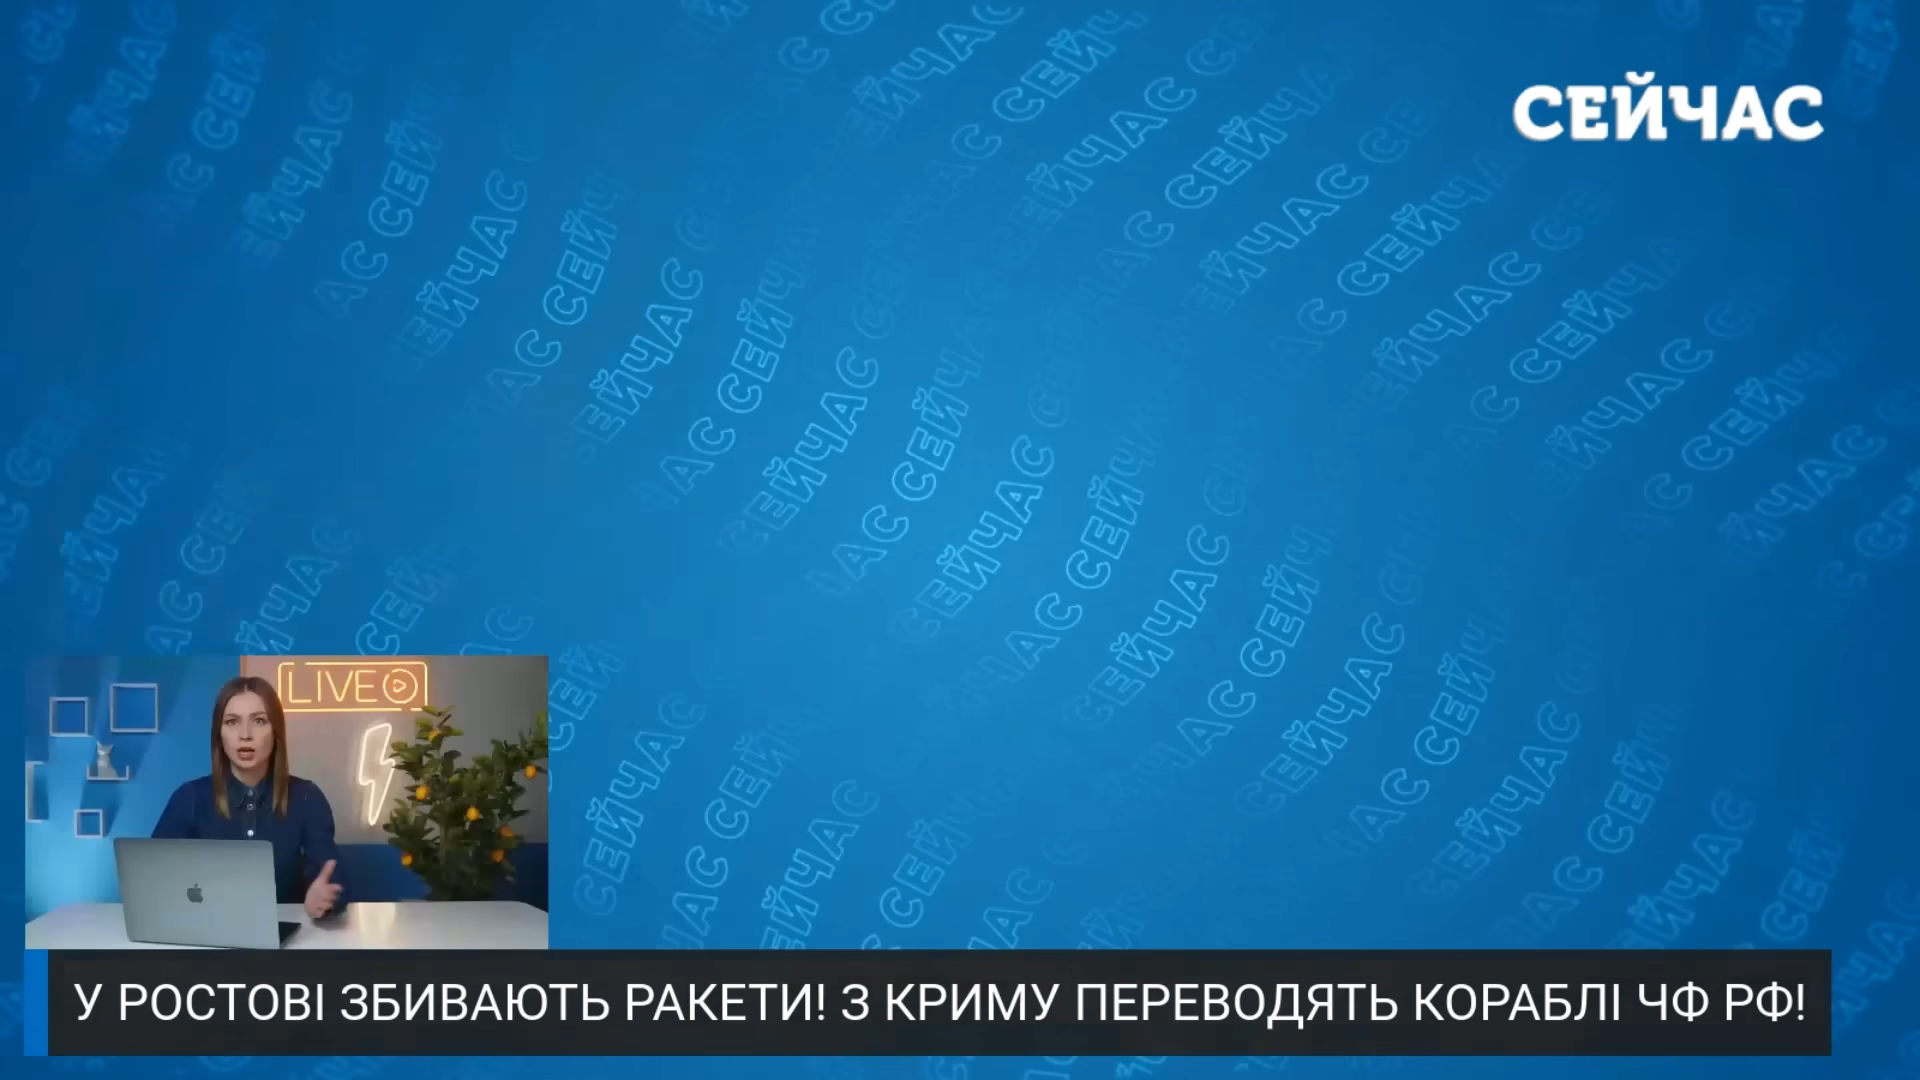 СЕЙЧАС
LIVE
У РОСТОВІ ЗБИВАЮТЬ РАКЕТИ! З КРИМУ ПЕРЕВОДЯТЬ КОРАБЛІ ЧФ РФ!